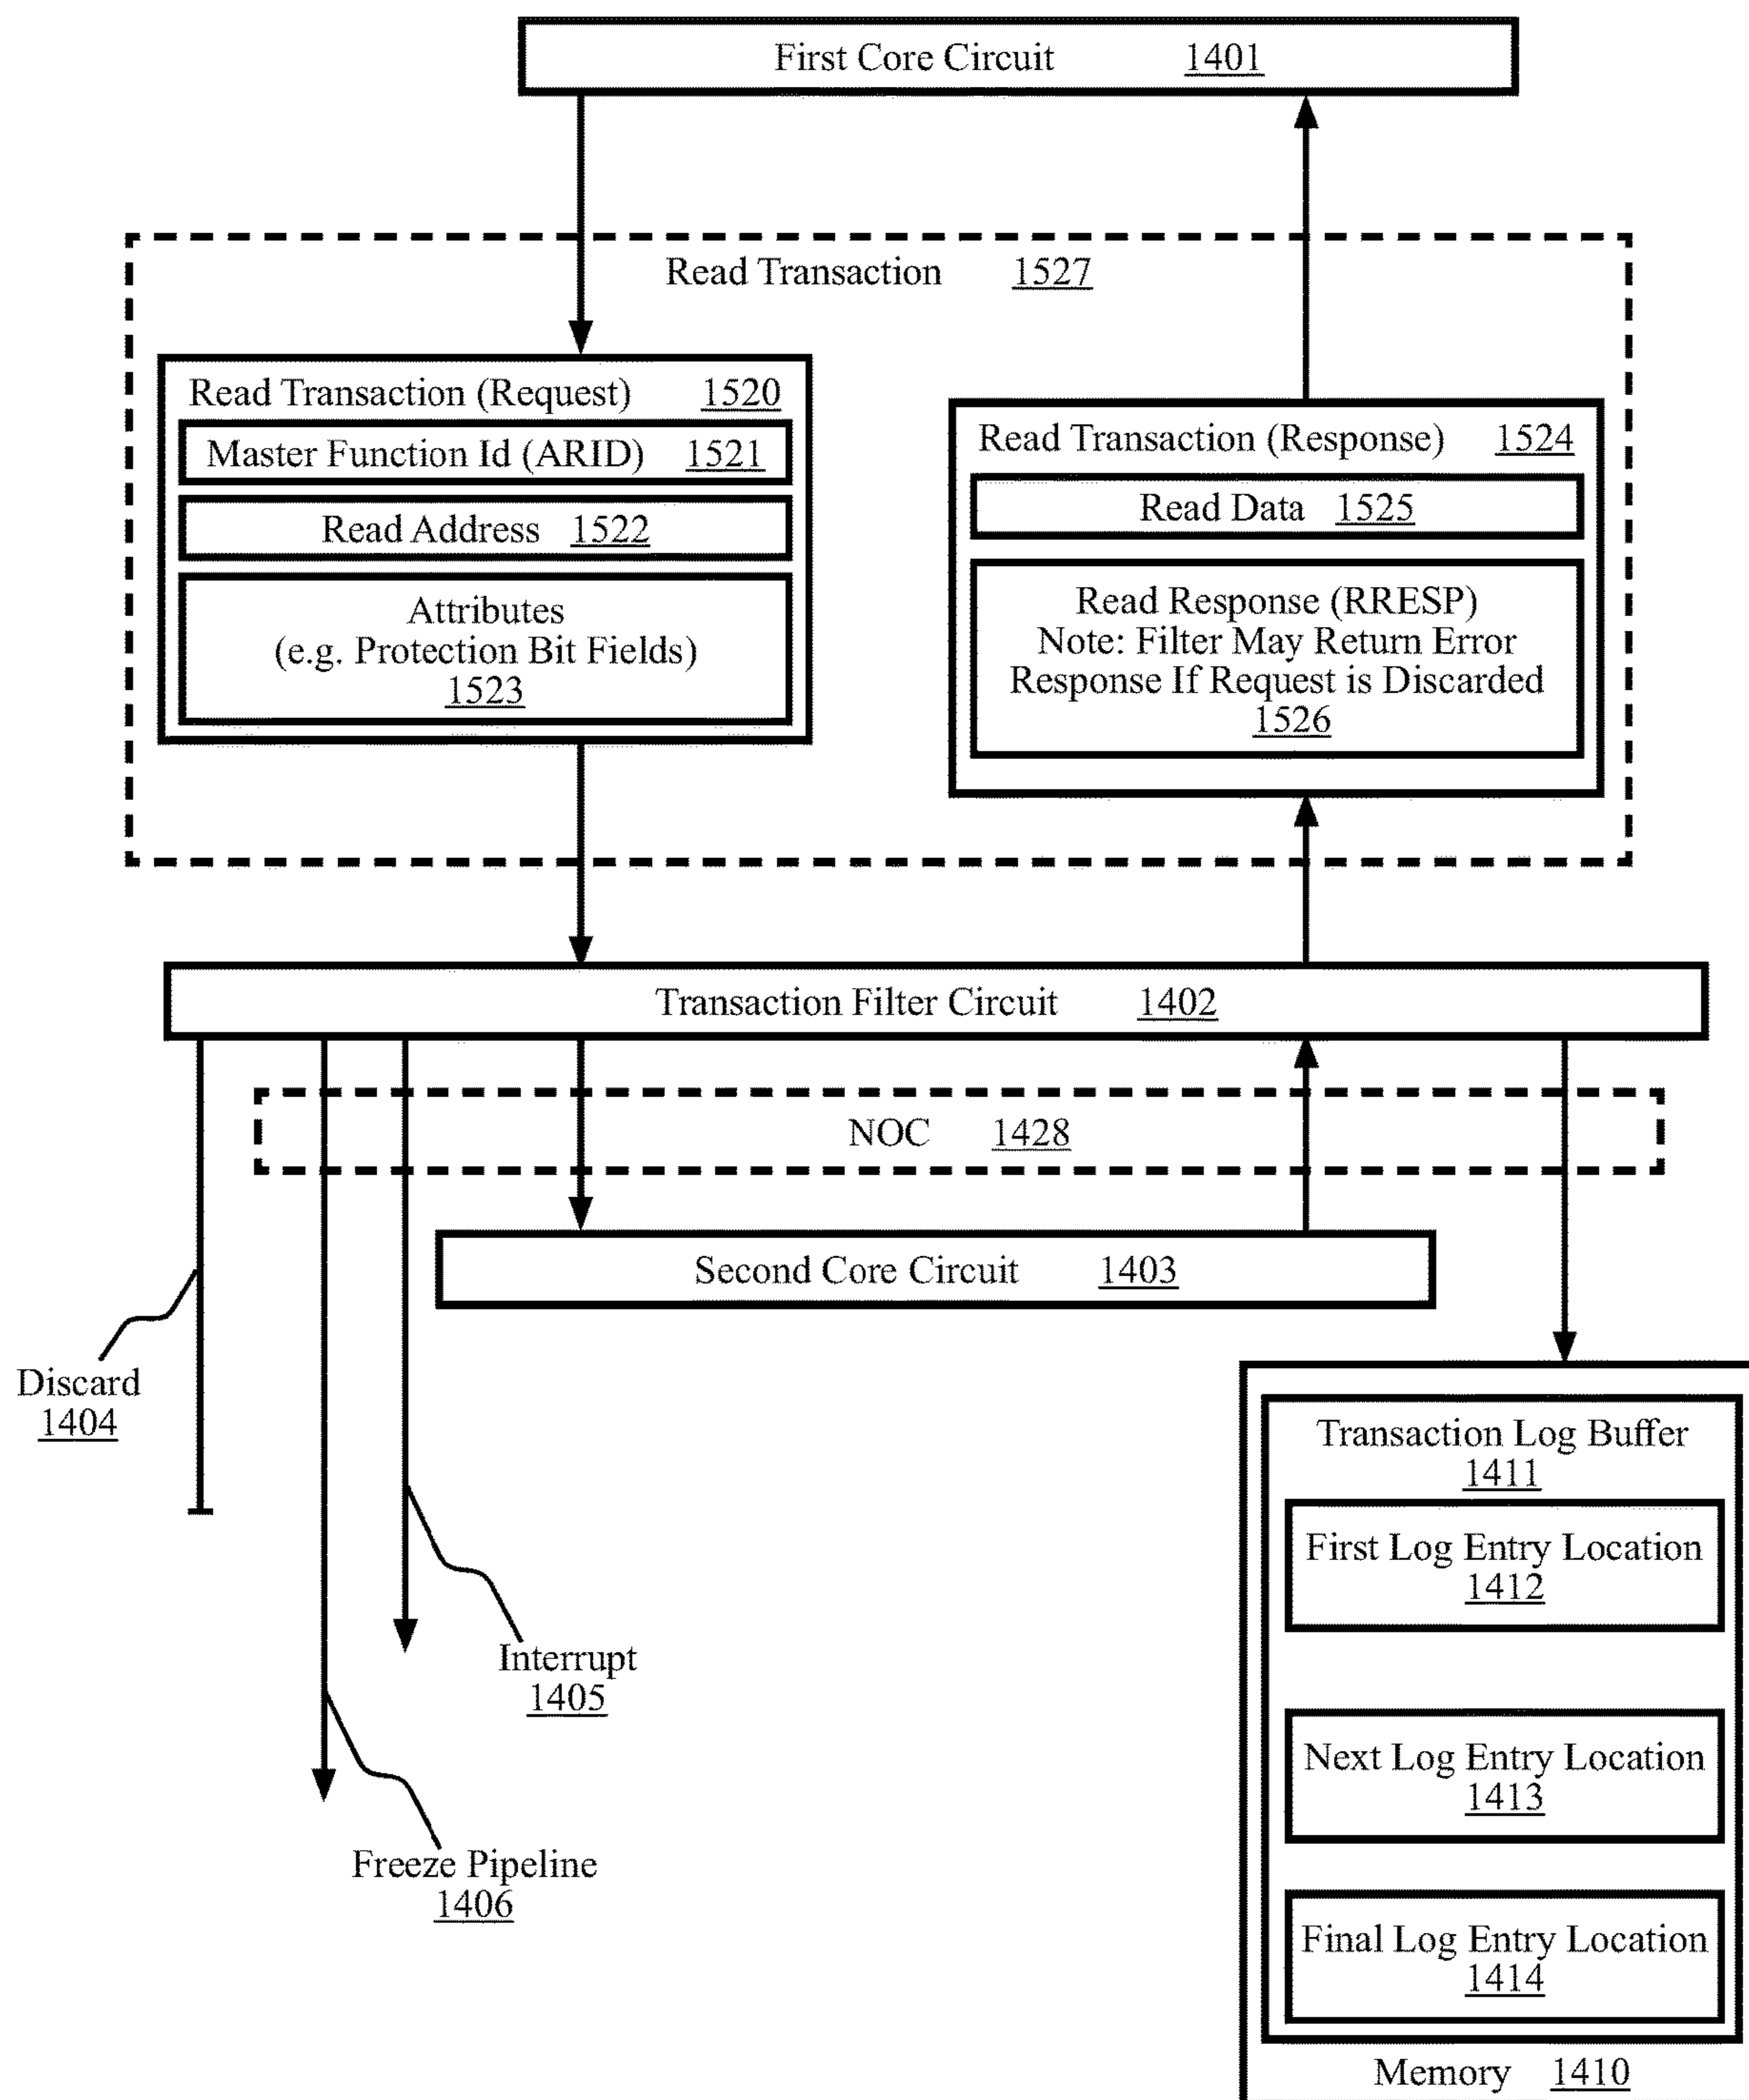 First Core Circuit 1401
Read Transaction 1527
Read Transaction (Request) 1520
Master Function Id (ARID) 1521
Read Address 1522
Attributes
(e.g. Protection Bit Fields)
1523
Read Transaction (Response) 1524
Read Data 1525
Read Response (RRESP)
Note: Filter May Return Error
Response If Request is Discarded
1526
Transaction Filter Circuit 1402
NOC 1428
Second Core Circuit 1403
Discard
1404
Interrupt
1405
Freeze Pipeline
1406
Transaction Log Buffer
1411
First Log Entry Location
1412
Next Log Entry Location
1413
Final Log Entry Location
1414
Memory 1410